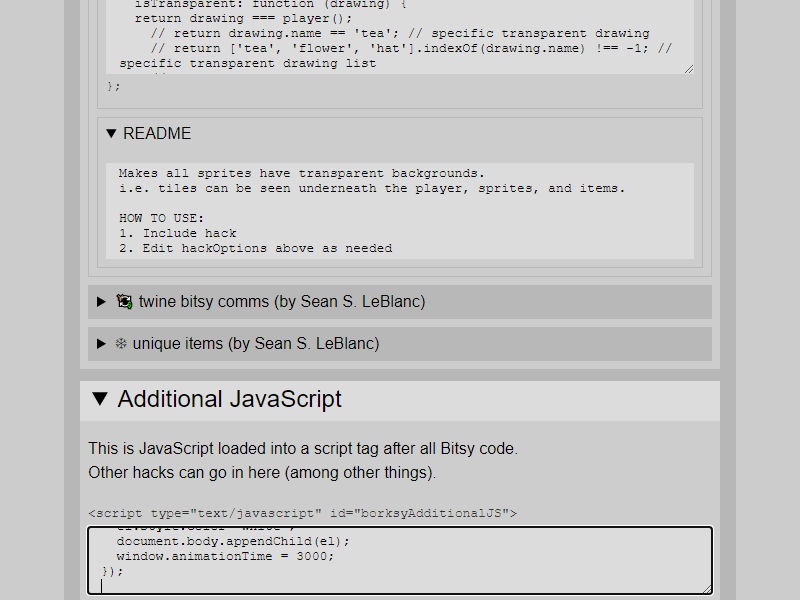 isTransparent: function (drawing) {
return drawing === player();
// return drawing.name == 'tea'; // specific transparent drawing
// return ['tea', 'flower', 'hat'].indexOf(drawing.name) !== -1; //
specific transparent drawing list
};
▼ README
Makes all sprites have transparent backgrounds.
i.e. tiles can be seen underneath the player, sprites, and items.
HOW TO USE:
1. Include hack
2. Edit hackOptions above as needed
▶ twine bitsy comms (by Sean S. LeBlanc)
▶ ❄ unique items (by Sean S. LeBlanc)
▼ Additional JavaScript
This is JavaScript loaded into a script tag after all Bitsy code.
Other hacks can go in here (among other things).
<script type="text/javascript" id="borksyAdditionalJS">
document.body.appendChild(el);
window.animationTime = 3000;
});